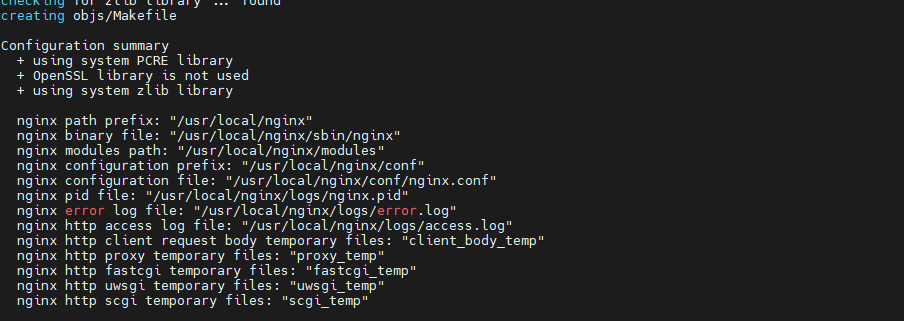 checking for zlib library ... found
creating objs/Makefile
Configuration summary
+ using system PCRE library
+ OpenSSL library is not used
+ using system zlib library
nginx path prefix: "/usr/local/nginx"
nginx binary file: "/usr/local/nginx/sbin/nginx"
nginx modules path: "/usr/local/nginx/modules"
nginx configuration prefix: "/usr/local/nginx/conf"
nginx configuration file: "/usr/local/nginx/conf/nginx.conf"
nginx pid file: "/usr/local/nginx/logs/nginx.pid"
nginx error log file: "/usr/local/nginx/logs/error.log"
nginx http access log file: "/usr/local/nginx/logs/access.log"
nginx http client request body temporary files: "client_body_temp"
nginx http proxy temporary files: "proxy_temp"
nginx http fastcgi temporary files: "fastcgi_temp"
nginx http uwsgi temporary files: "uwsgi_temp"
nginx http scgi temporary files: "scgi_temp"